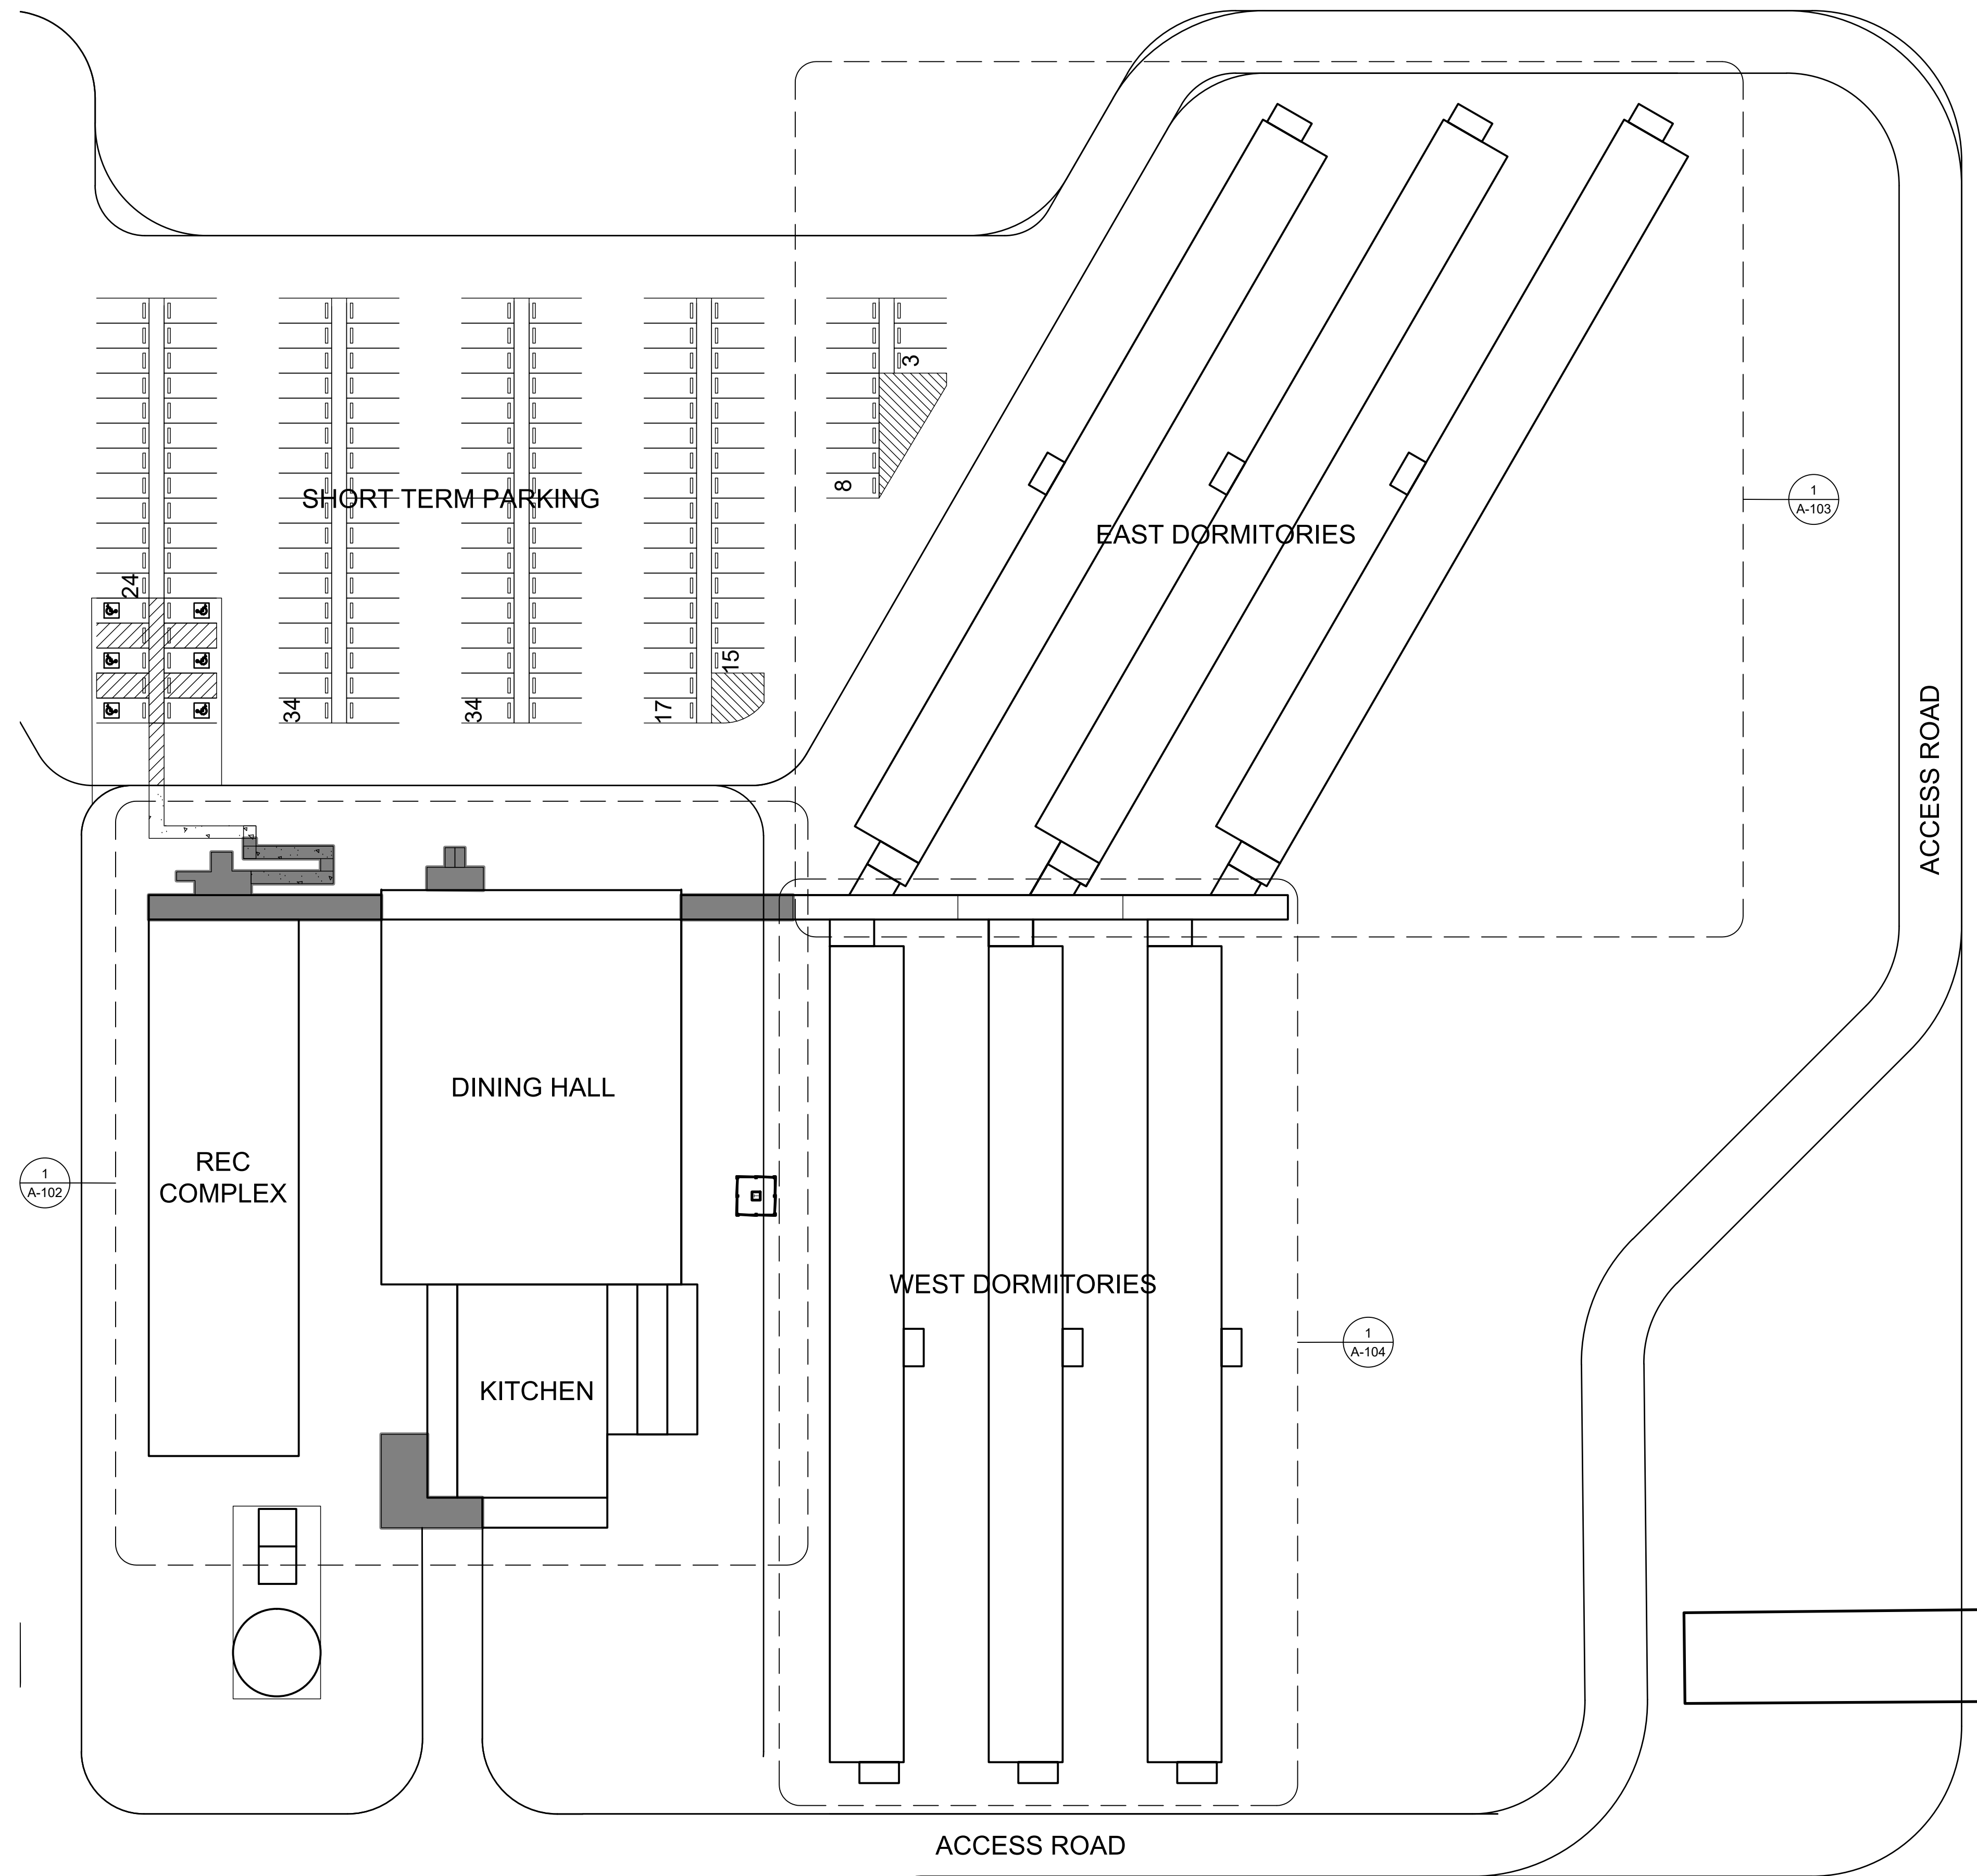 3
8
SHORT TERM PARKING
1
A-103
EAST DORMITORIES
24
15
34
34
17
ACCESS ROAD
DINING HALL
REC
COMPLEX
1
A-102
WEST DORMITORIES
1
A-104
KITCHEN
ACCESS ROAD